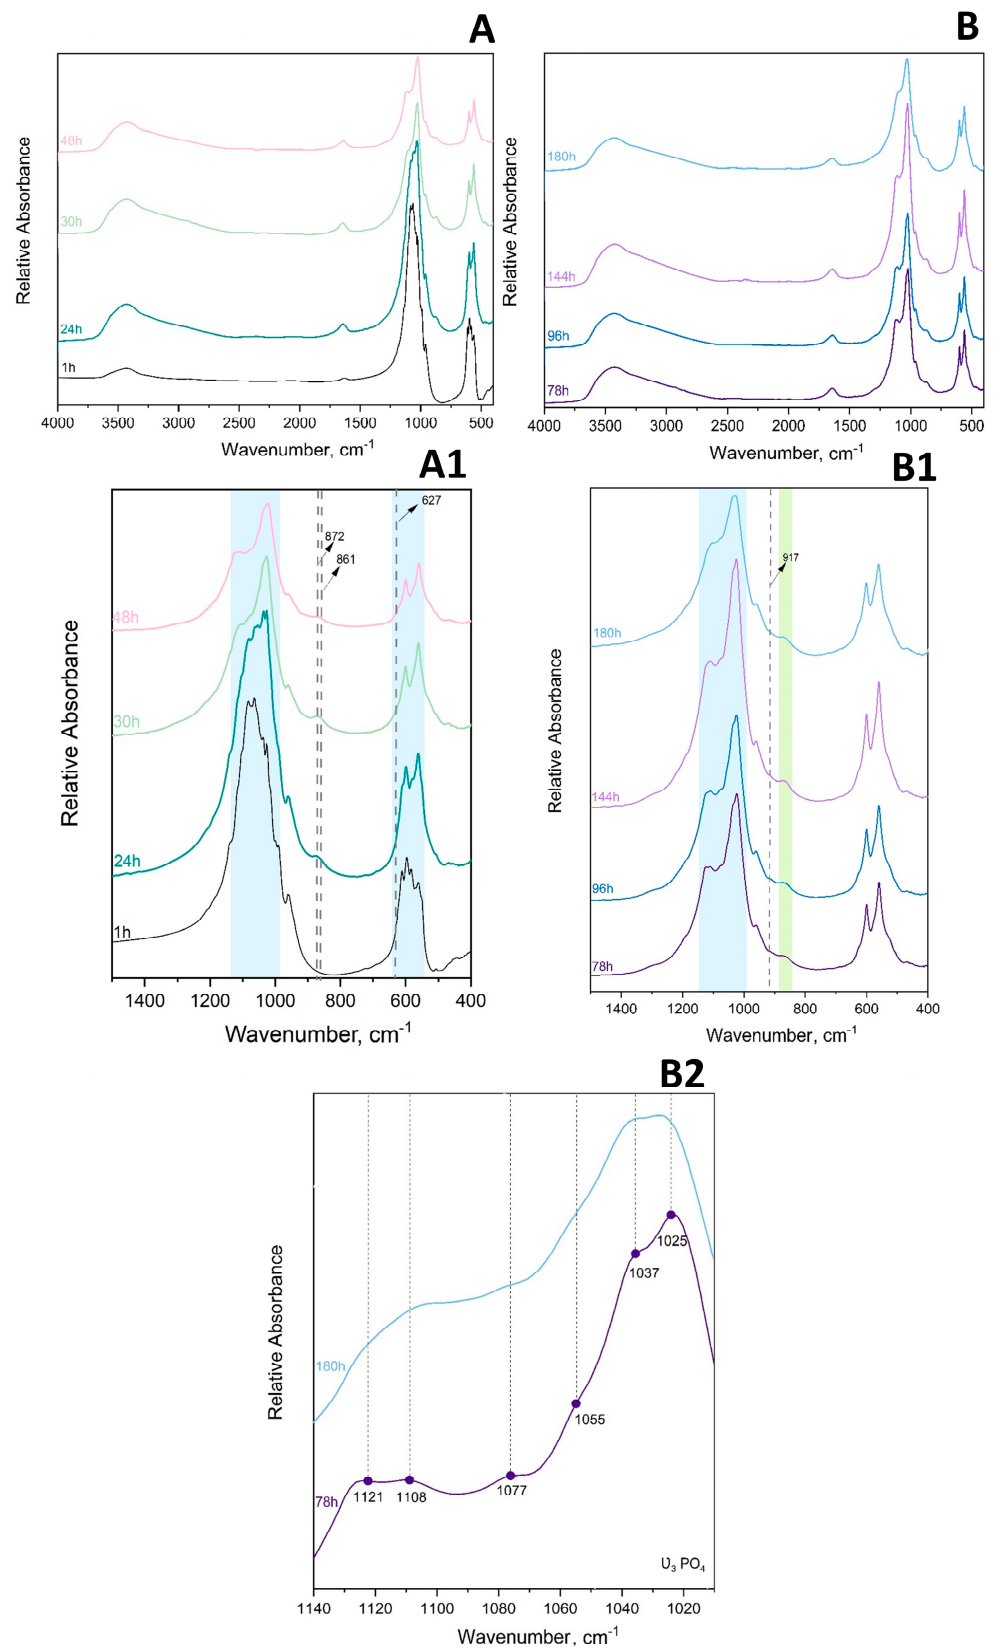 A
B
Relative Absorbance
48h
30h
24h
1h
4000 3500 3000 2500 2000 1500 1000 500
Wavenumber, cm-1
Relative Absorbance
180h
144h
96h
78h
4000 3500 3000 2500 2000 1500 1000 500
Wavenumber, cm-1
A1
B1
Relative Absorbance
627
872
861
48h
30h
24h
1h
1400 1200 1000 800 600 400
Wavenumber, cm-1
Relative Absorbance
917
180h
144h
96h
78h
1400 1200 1000 800 600 400
Wavenumber, cm-1
B2
Relative Absorbance
1025
1037
180h
1055
1077
78h
1121 1108
υ3 PO4
1140 1120 1100 1080 1060 1040 1020
Wavenumber, cm-1